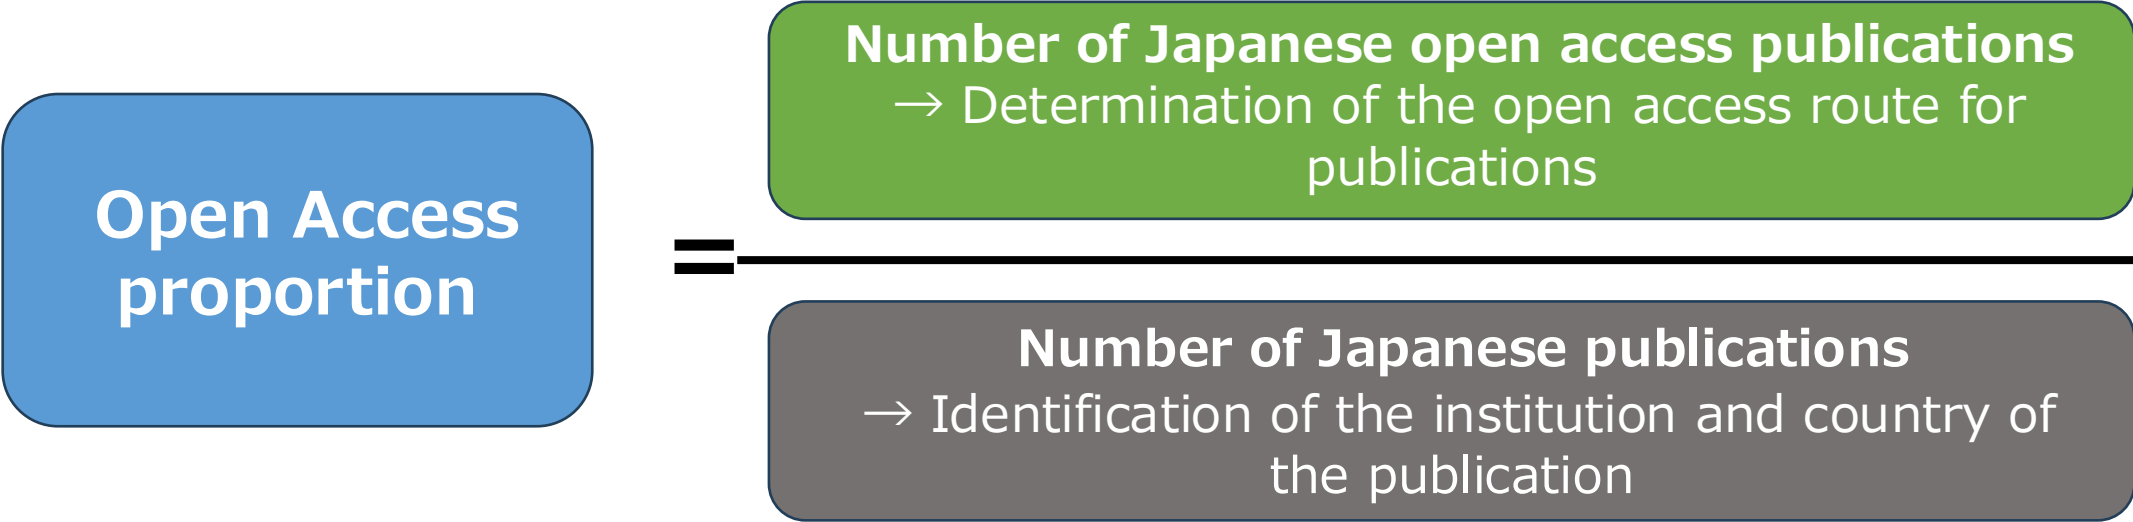 Open Access
proportion
=
Number of Japanese open access publications
→ Determination of the open access route for
publications
Number of Japanese publications
→ Identification of the institution and country of
the publication